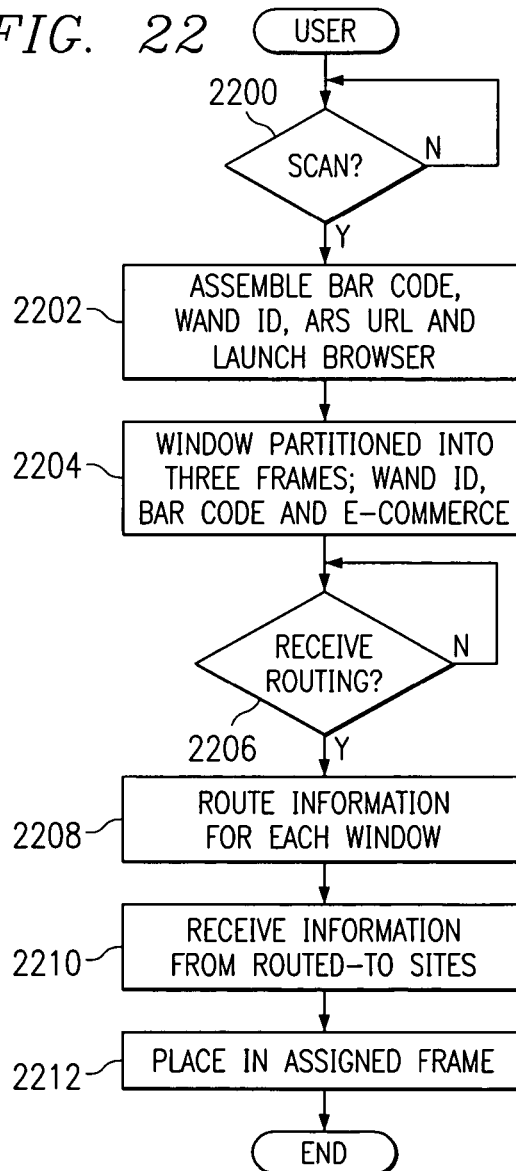 FIG. 22
USER
2200
SCAN?
N
Y
2202
ASSEMBLE BAR CODE,
WAND ID, ARS URL AND
LAUNCH BROWSER
2204
WINDOW PARTITIONED INTO
THREE FRAMES; WAND ID,
BAR CODE AND E-COMMERCE
RECEIVE
ROUTING?
N
2206
Y
2208
ROUTE INFORMATION
FOR EACH WINDOW
2210
RECEIVE INFORMATION
FROM ROUTED-TO SITES
2212
PLACE IN ASSIGNED FRAME
END